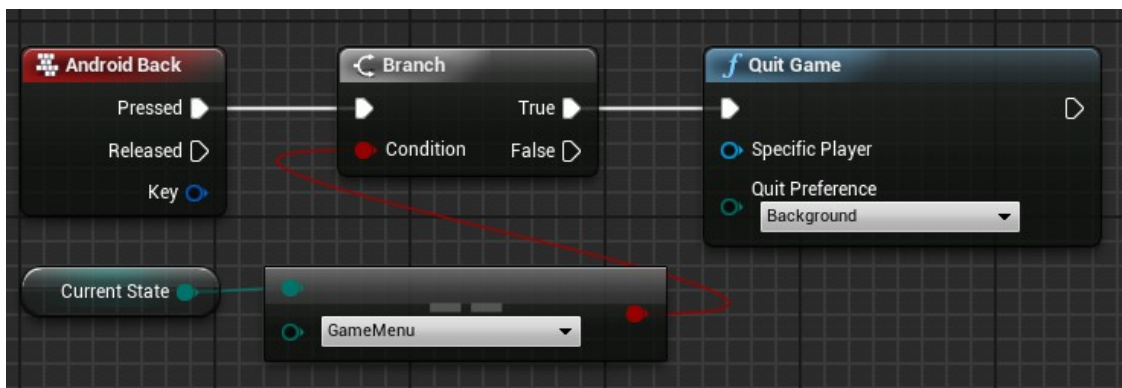 Android Back
Pressed
Released
Key
Branch
True
Condition
False
f Quit Game
Specific Player
Quit Preference
Background
Current State
==
GameMenu